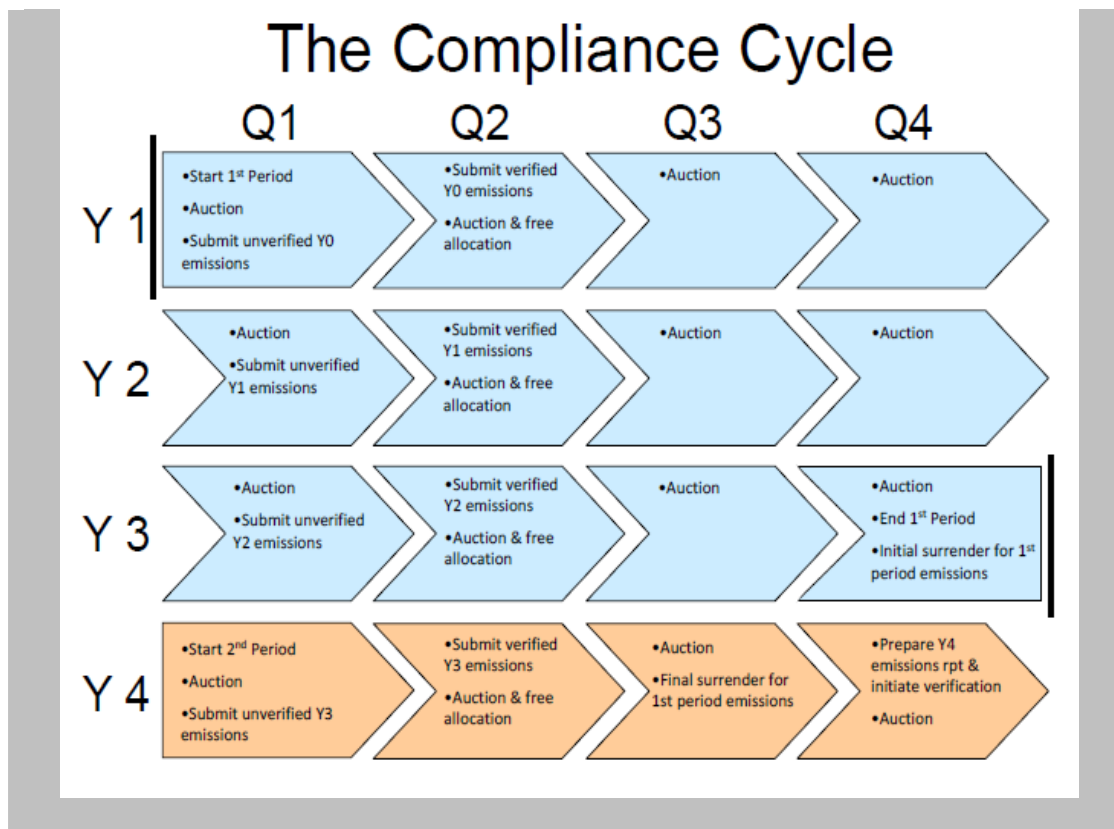 The Compliance Cycle
Q1 Q2 Q3 Q4
Y 1
•Start 1st Period
•Auction
•Submit unverified Y0
emissions
•Submit verified
Y0 emissions
•Auction & free
allocation
•Auction
•Auction
Y 2
•Auction
•Submit unverified
Y1 emissions
•Submit verified
Y1 emissions
•Auction & free
allocation
•Auction
•Auction
Y 3
•Auction
•Submit unverified
Y2 emissions
•Submit verified
Y2 emissions
•Auction & free
allocation
•Auction
•Auction
•End 1st Period
•Initial surrender for 1st
period emissions
Y 4
•Start 2nd Period
•Auction
•Submit unverified Y3
emissions
•Submit verified
Y3 emissions
•Auction & free
allocation
•Auction
•Final surrender for
1st period emissions
•Prepare Y4
emissions rpt &
initiate verification
•Auction